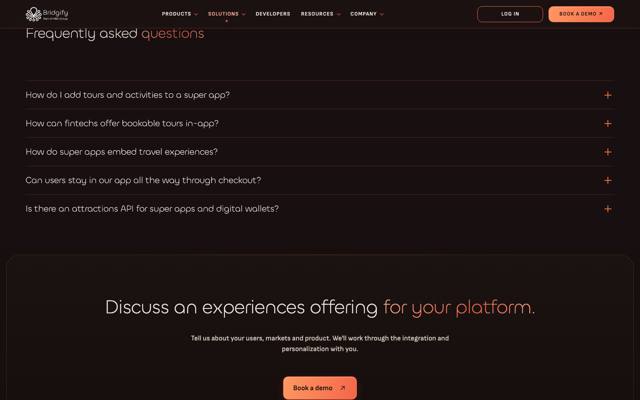 Bridgify
PRODUCTS
SOLUTIONS
DEVELOPERS
RESOURCES
COMPANY
LOG IN
BOOK A DEMO ↗
Frequently asked questions
How do I add tours and activities to a super app?
How can fintechs offer bookable tours in-app?
How do super apps embed travel experiences?
Can users stay in our app all the way through checkout?
Is there an attractions API for super apps and digital wallets?
Discuss an experiences offering for your platform.
Tell us about your users, markets and product. We'll work through the integration and
personalization with you.
Book a demo ↗